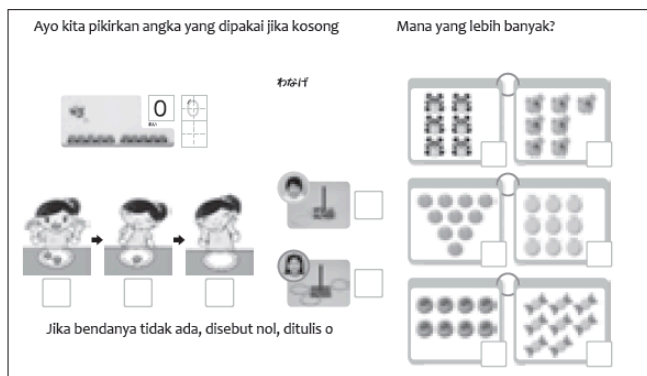 Ayo kita pikirkan angka yang dipakai jika kosong
Mana yang lebih banyak?
わなげ
0
Jika bendanya tidak ada, disebut nol, ditulis 0